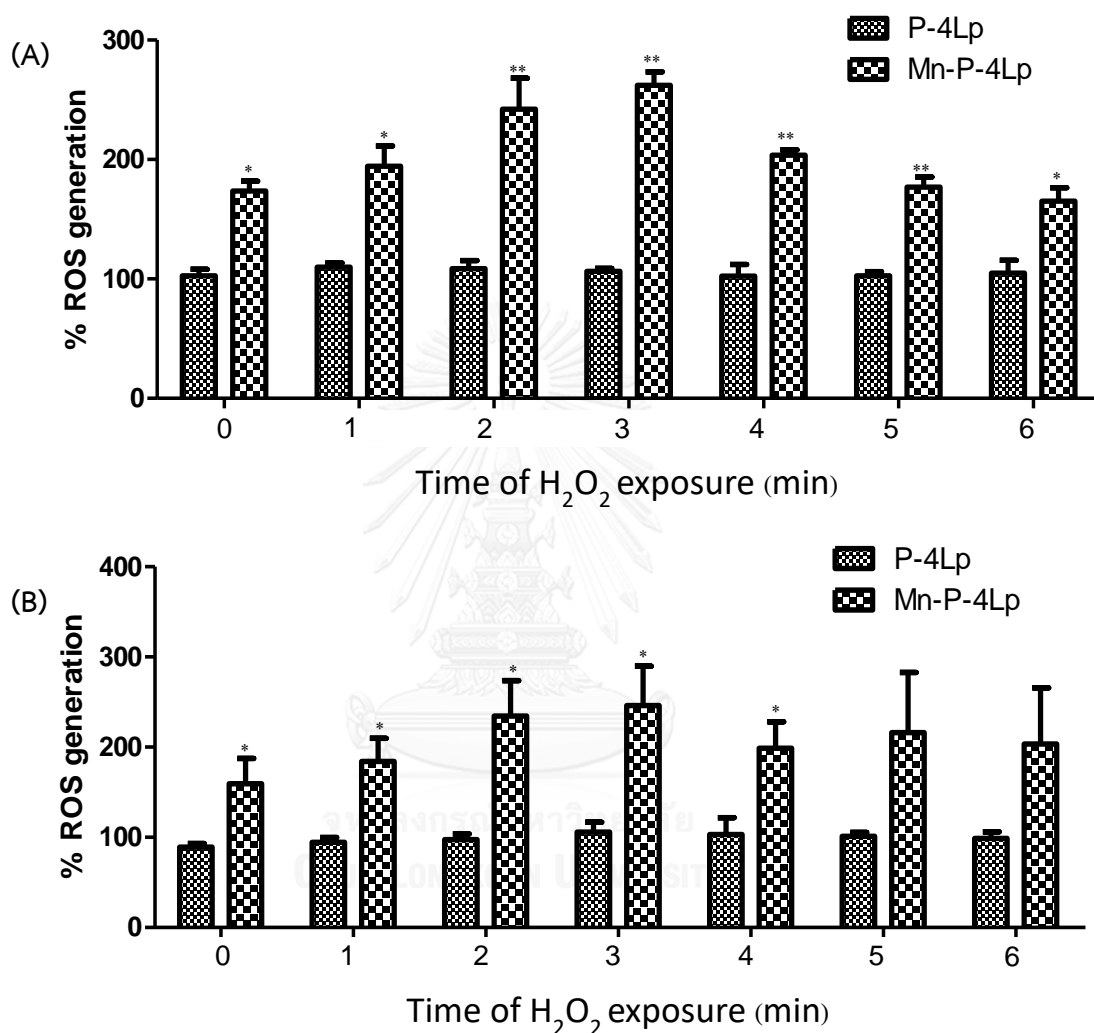 (A)
P-4Lp
Mn-P-4Lp
% ROS generation
300
200
100
0
* * ** ** ** ** *
0 1 2 3 4 5 6
Time of H₂O₂ exposure (min)
(B)
P-4Lp
Mn-P-4Lp
% ROS generation
400
300
200
100
0
* * * * *
0 1 2 3 4 5 6
Time of H₂O₂ exposure (min)